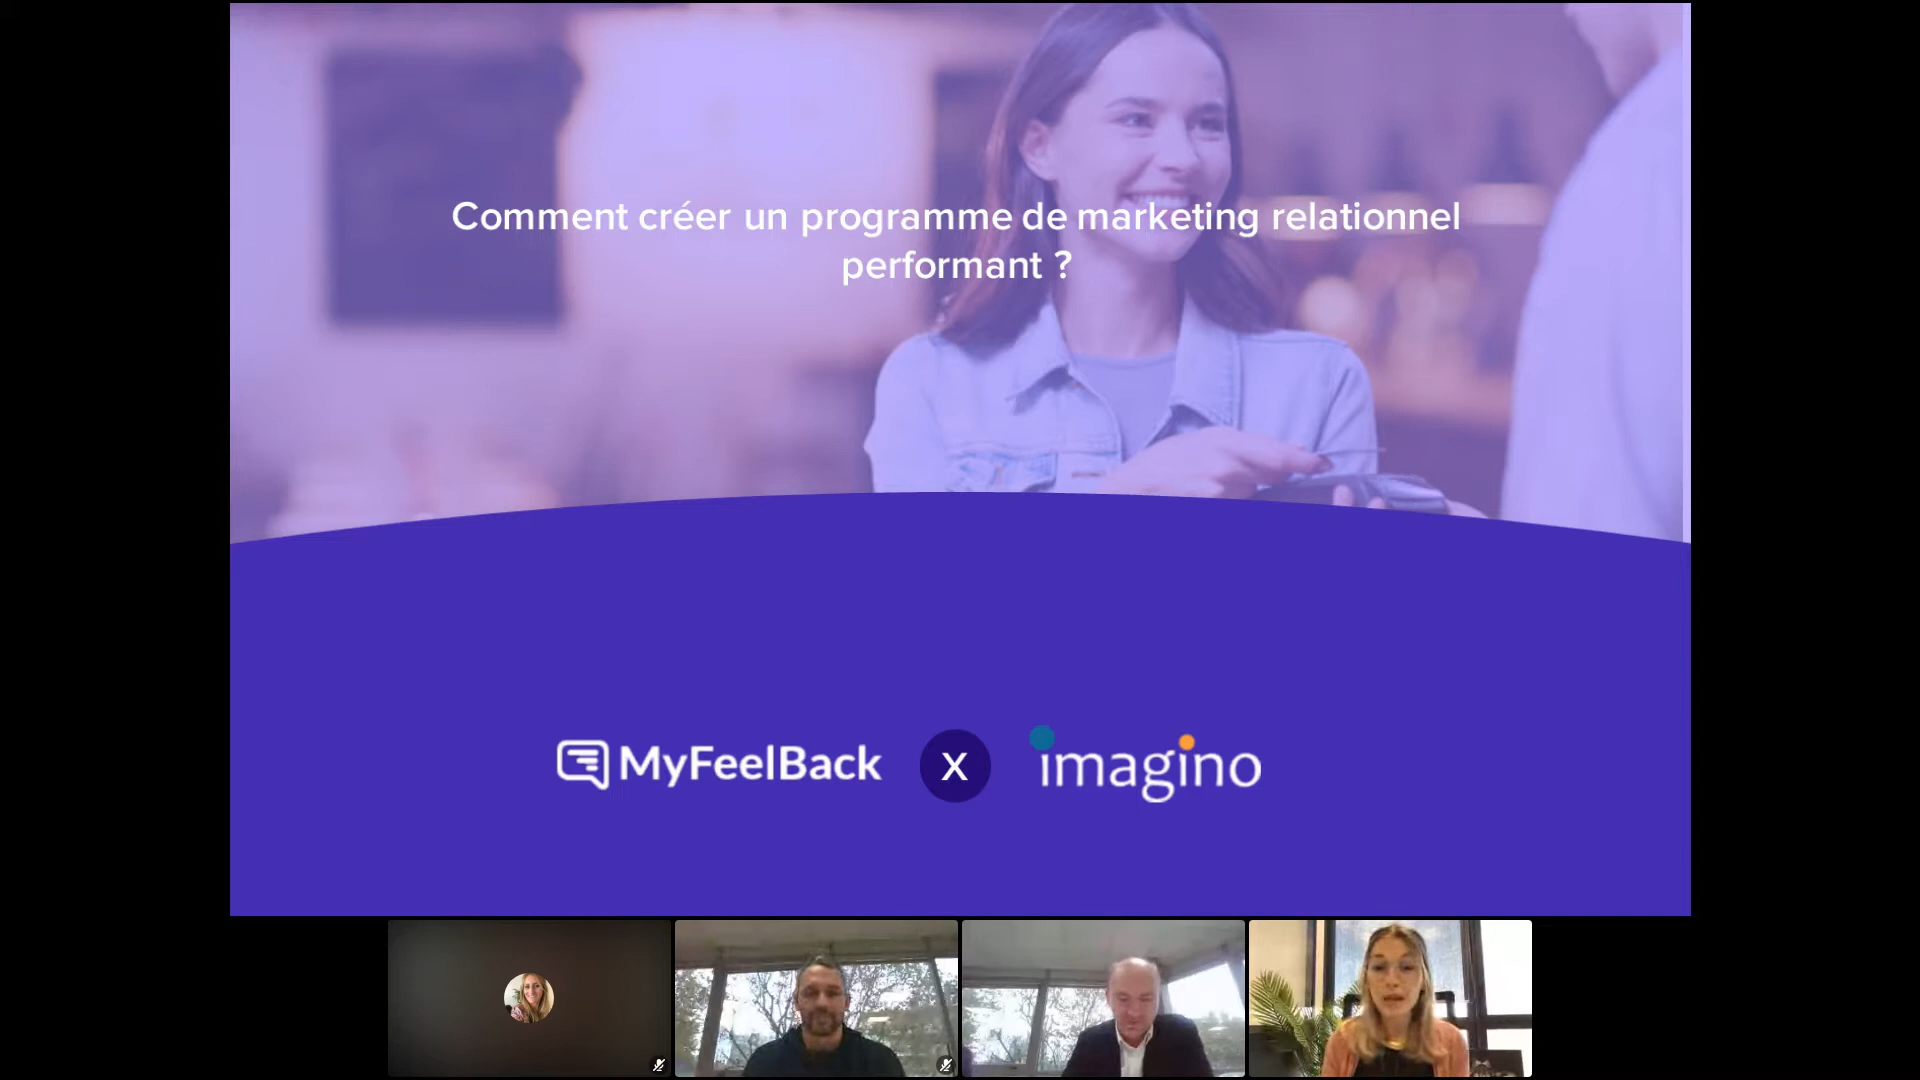 Comment créer un programme de marketing relationnel
performant ?
MyFeelBack X imagino